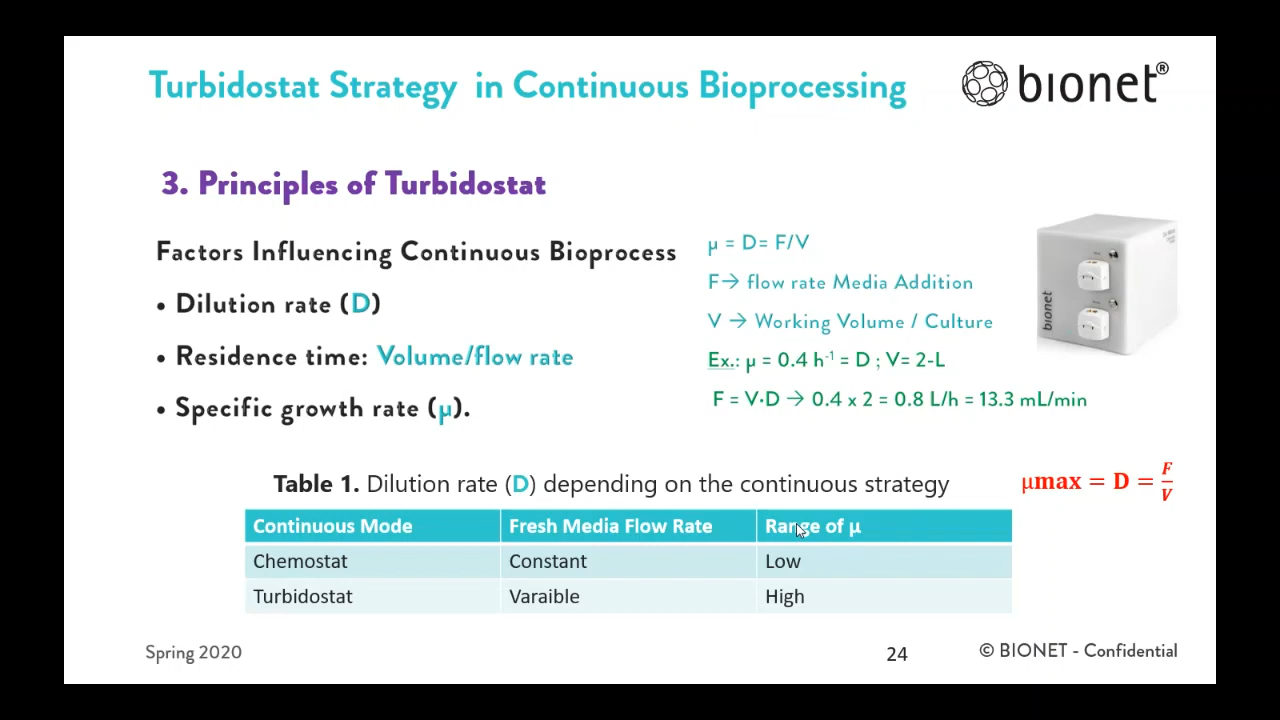 Turbidostat Strategy in Continuous Bioprocessing
bıonet®
3. Principles of Turbidostat
Factors Influencing Continuous Bioprocess
• Dilution rate (D)
• Residence time: Volume/flow rate
• Specific growth rate (µ).
µ = D= F/V
F→ flow rate Media Addition
V → Working Volume / Culture
Ex.: µ = 0.4 h⁻¹ = D ; V= 2-L
F = V·D → 0.4 x 2 = 0.8 L/h = 13.3 mL/min
bıonet
Table 1. Dilution rate (D) depending on the continuous strategy
µmax = D = F/V
Continuous Mode Fresh Media Flow Rate Range of µ
Chemostat Constant Low
Turbidostat Varaible High
Spring 2020 24 © BIONET - Confidential